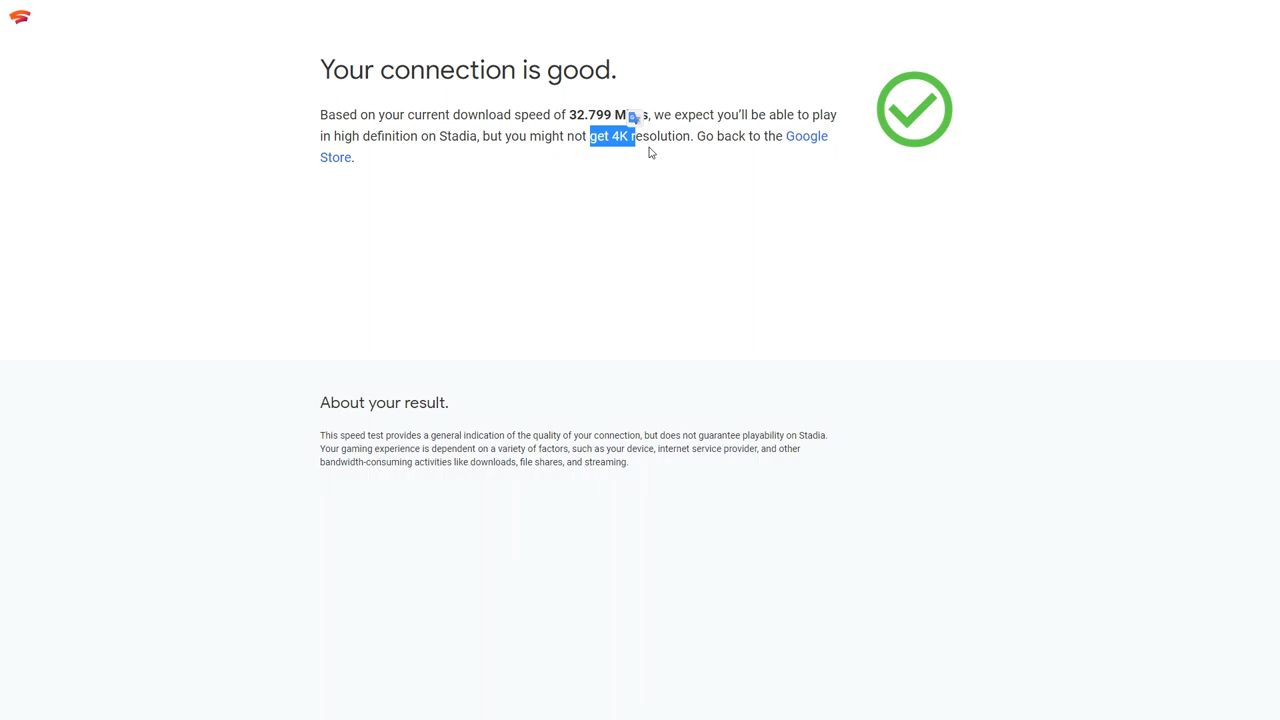 Your connection is good.
Based on your current download speed of 32.799 M s, we expect you'll be able to play
in high definition on Stadia, but you might not get 4K resolution. Go back to the Google
Store.
About your result.
This speed test provides a general indication of the quality of your connection, but does not guarantee playability on Stadia.
Your gaming experience is dependent on a variety of factors, such as your device, internet service provider, and other
bandwidth-consuming activities like downloads, file shares, and streaming.